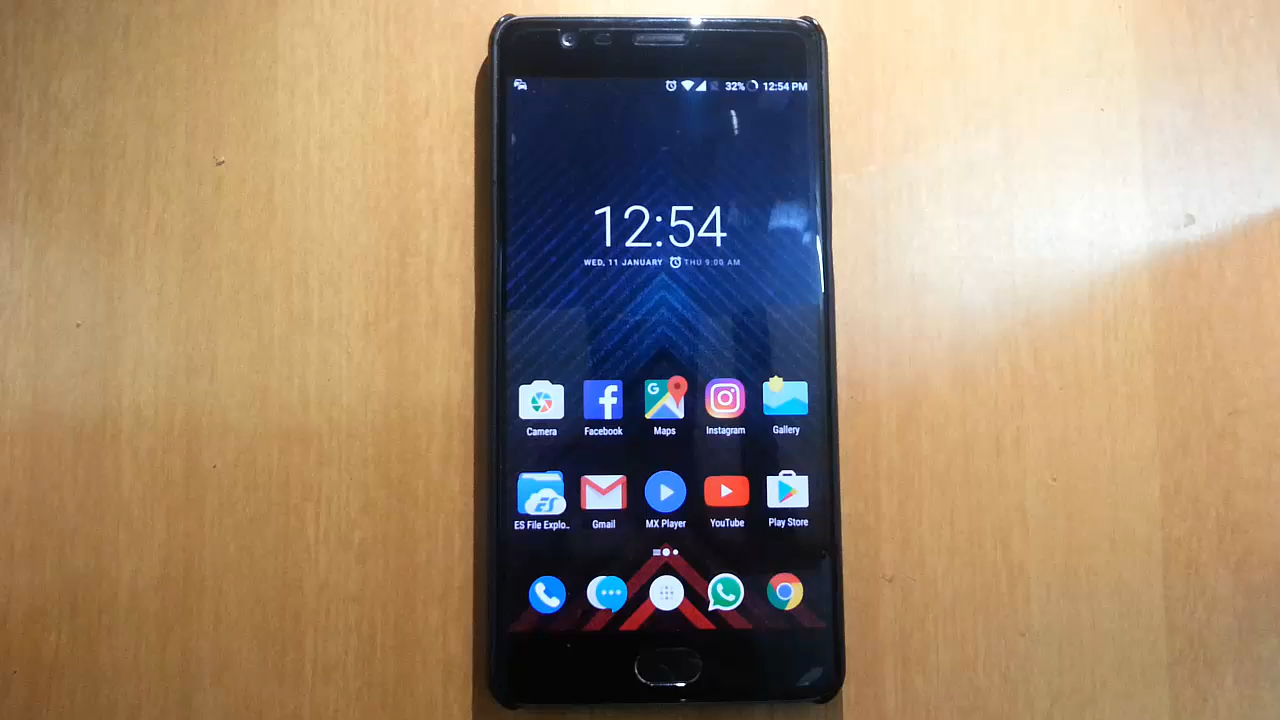 32% 12:54 PM
12:54
WED, 11 JANUARY THU 9:00 AM
G
Camera Facebook Maps Instagram Gallery
ES
ES File Explo.. Gmail MX Player YouTube Play Store